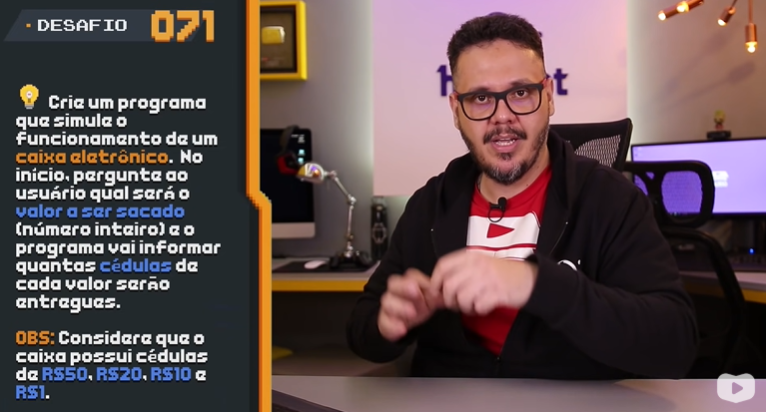 • DESAFIO 071
Crie um programa
que simule o
funcionamento de um
caixa eletrônico. No
início, pergunte ao
usuário qual será o
valor a ser sacado
(número inteiro) e o
programa vai informar
quantas cédulas de
cada valor serão
entregues.
OBS: Considere que o
caixa possui cédulas
de R$50, R$20, R$10 e
R$1.